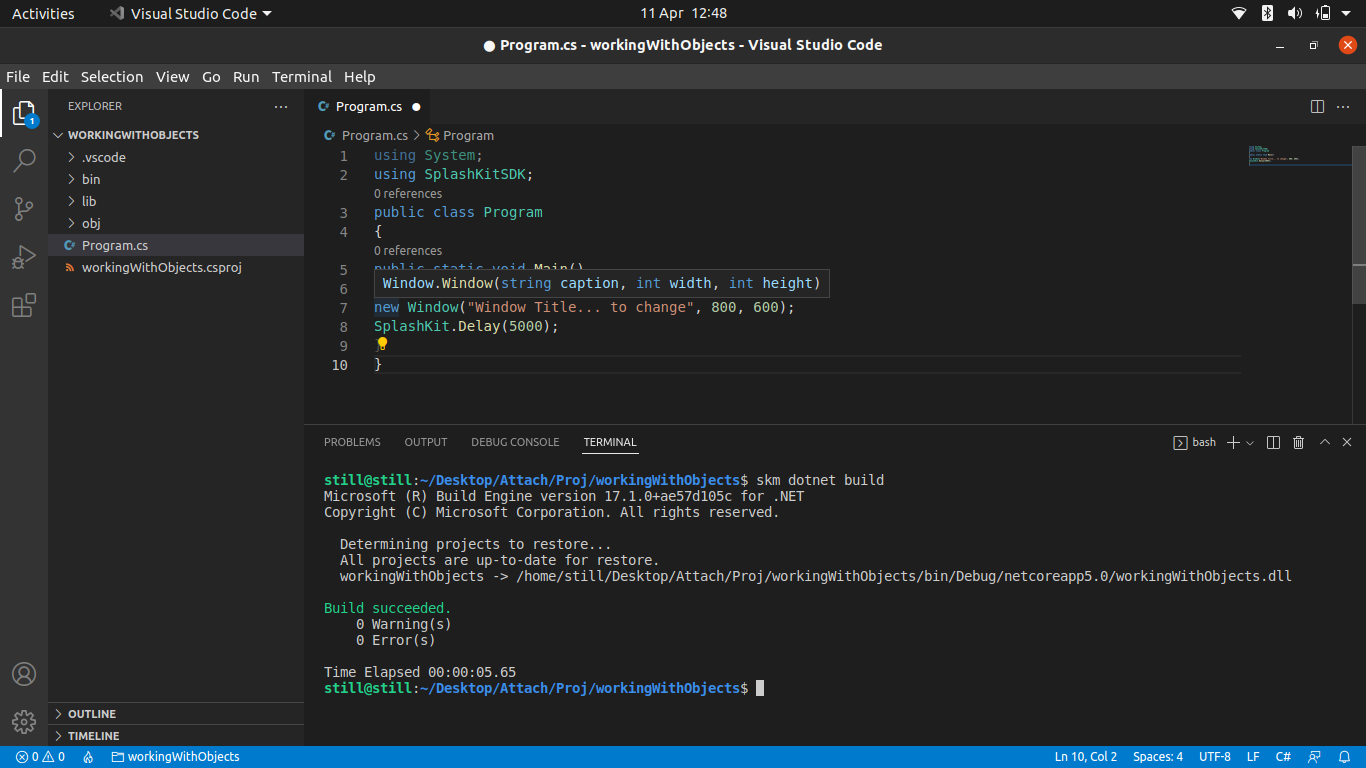 Activities
Visual Studio Code
11 Apr 12:48
● Program.cs - workingWithObjects - Visual Studio Code
File Edit Selection View Go Run Terminal Help
1
EXPLORER
WORKINGWITHOBJECTS
.vscode
bin
lib
obj
C# Program.cs
workingWithObjects.csproj
OUTLINE
TIMELINE
C# Program.cs ●
C# Program.cs > Program
1 using System;
2 using SplashKitSDK;
0 references
3 public class Program
4 {
0 references
5 public static void Main()
6
Window.Window(string caption, int width, int height)
7 new Window("Window Title... to change", 800, 600);
8 SplashKit.Delay(5000);
9 }
10 }
PROBLEMS OUTPUT DEBUG CONSOLE TERMINAL
bash
still@still:~/Desktop/Attach/Proj/workingWithObjects$ skm dotnet build
Microsoft (R) Build Engine version 17.1.0+ae57d105c for .NET
Copyright (C) Microsoft Corporation. All rights reserved.
Determining projects to restore...
All projects are up-to-date for restore.
workingWithObjects -> /home/still/Desktop/Attach/Proj/workingWithObjects/bin/Debug/netcoreapp5.0/workingWithObjects.dll
Build succeeded.
0 Warning(s)
0 Error(s)
Time Elapsed 00:00:05.65
still@still:~/Desktop/Attach/Proj/workingWithObjects$
0 0 workingWithObjects
Ln 10, Col 2 Spaces: 4 UTF-8 LF C#